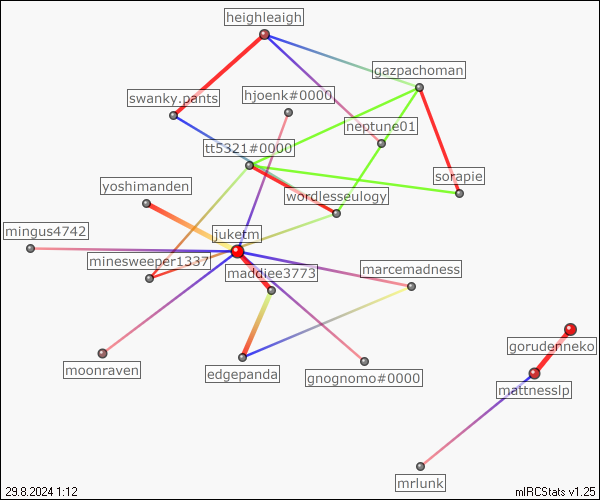 heighleaigh
gazpachoman
swanky.pants
hjoenk#0000
neptune01
tt5321#0000
sorapie
yoshimanden
wordlesseulogy
mingus4742
juketm
minesweeper1337
maddiee3773
marcemadness
gorudenneko
moonraven
edgepanda
gnognomo#0000
mattnesslp
mrlunk
29.8.2024 1:12
mIRCStats v1.25